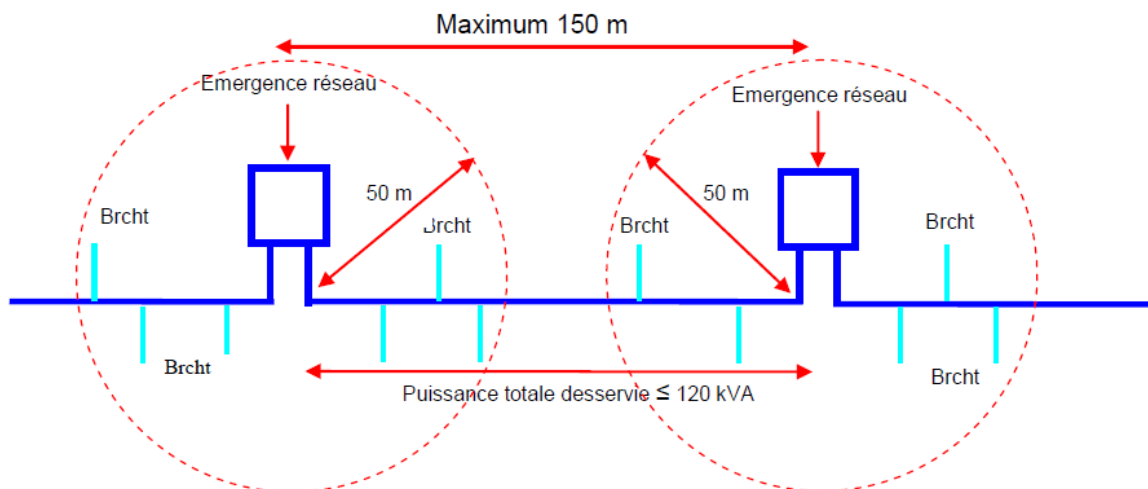 Maximum 150 m
Emergence réseau
Emergence réseau
50 m
50 m
Brcht
Brcht
Brcht
Brcht
Brcht
Brcht
Puissance totale desservie ≤ 120 kVA